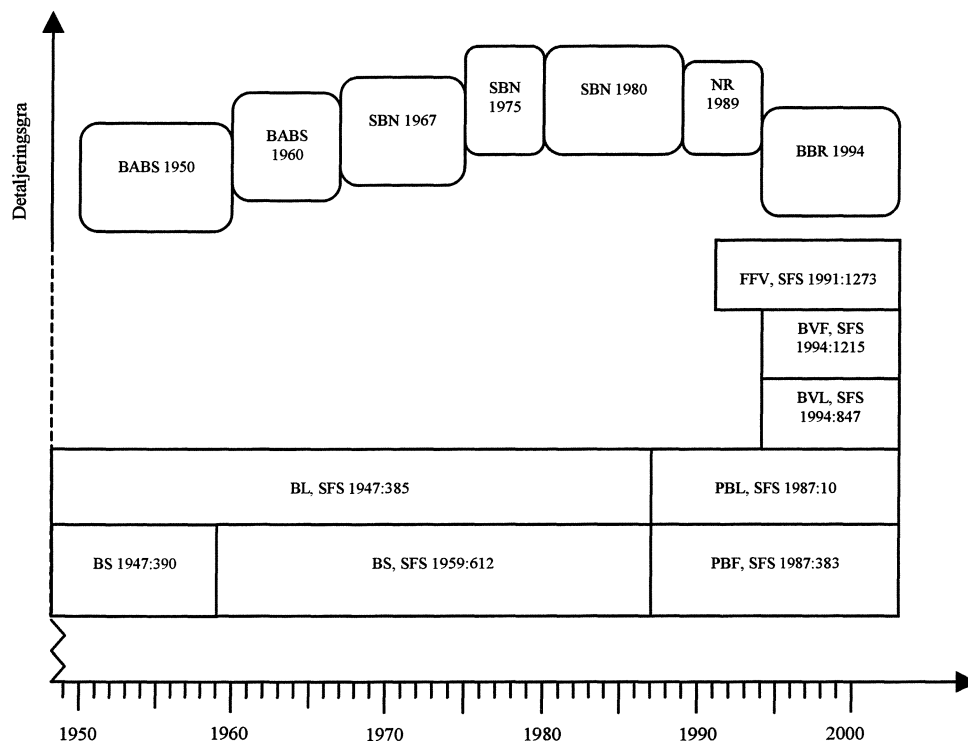 Detaljeringsgra
BABS 1950
BABS
1960
SBN 1967
SBN
1975
SBN 1980
NR
1989
BBR 1994
FFV, SFS 1991:1273
BVF, SFS
1994:1215
BVL, SFS
1994:847
BL, SFS 1947:385
PBL, SFS 1987:10
BS 1947:390
BS, SFS 1959:612
PBF, SFS 1987:383
1950
1960
1970
1980
1990
2000